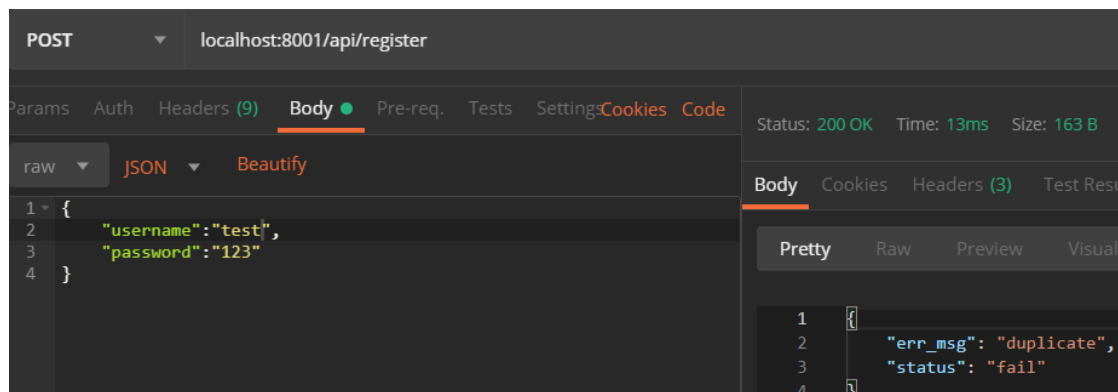 POST localhost:8001/api/register
Params Auth Headers (9) Body Pre-req. Tests Settings Cookies Code
raw JSON Beautify
1 {
2 "username":"test",
3 "password":"123"
4 }
Status: 200 OK Time: 13ms Size: 163 B
Body Cookies Headers (3) Test Resu
Pretty Raw Preview Visual
1 {
2 "err_msg": "duplicate",
3 "status": "fail"
4 }